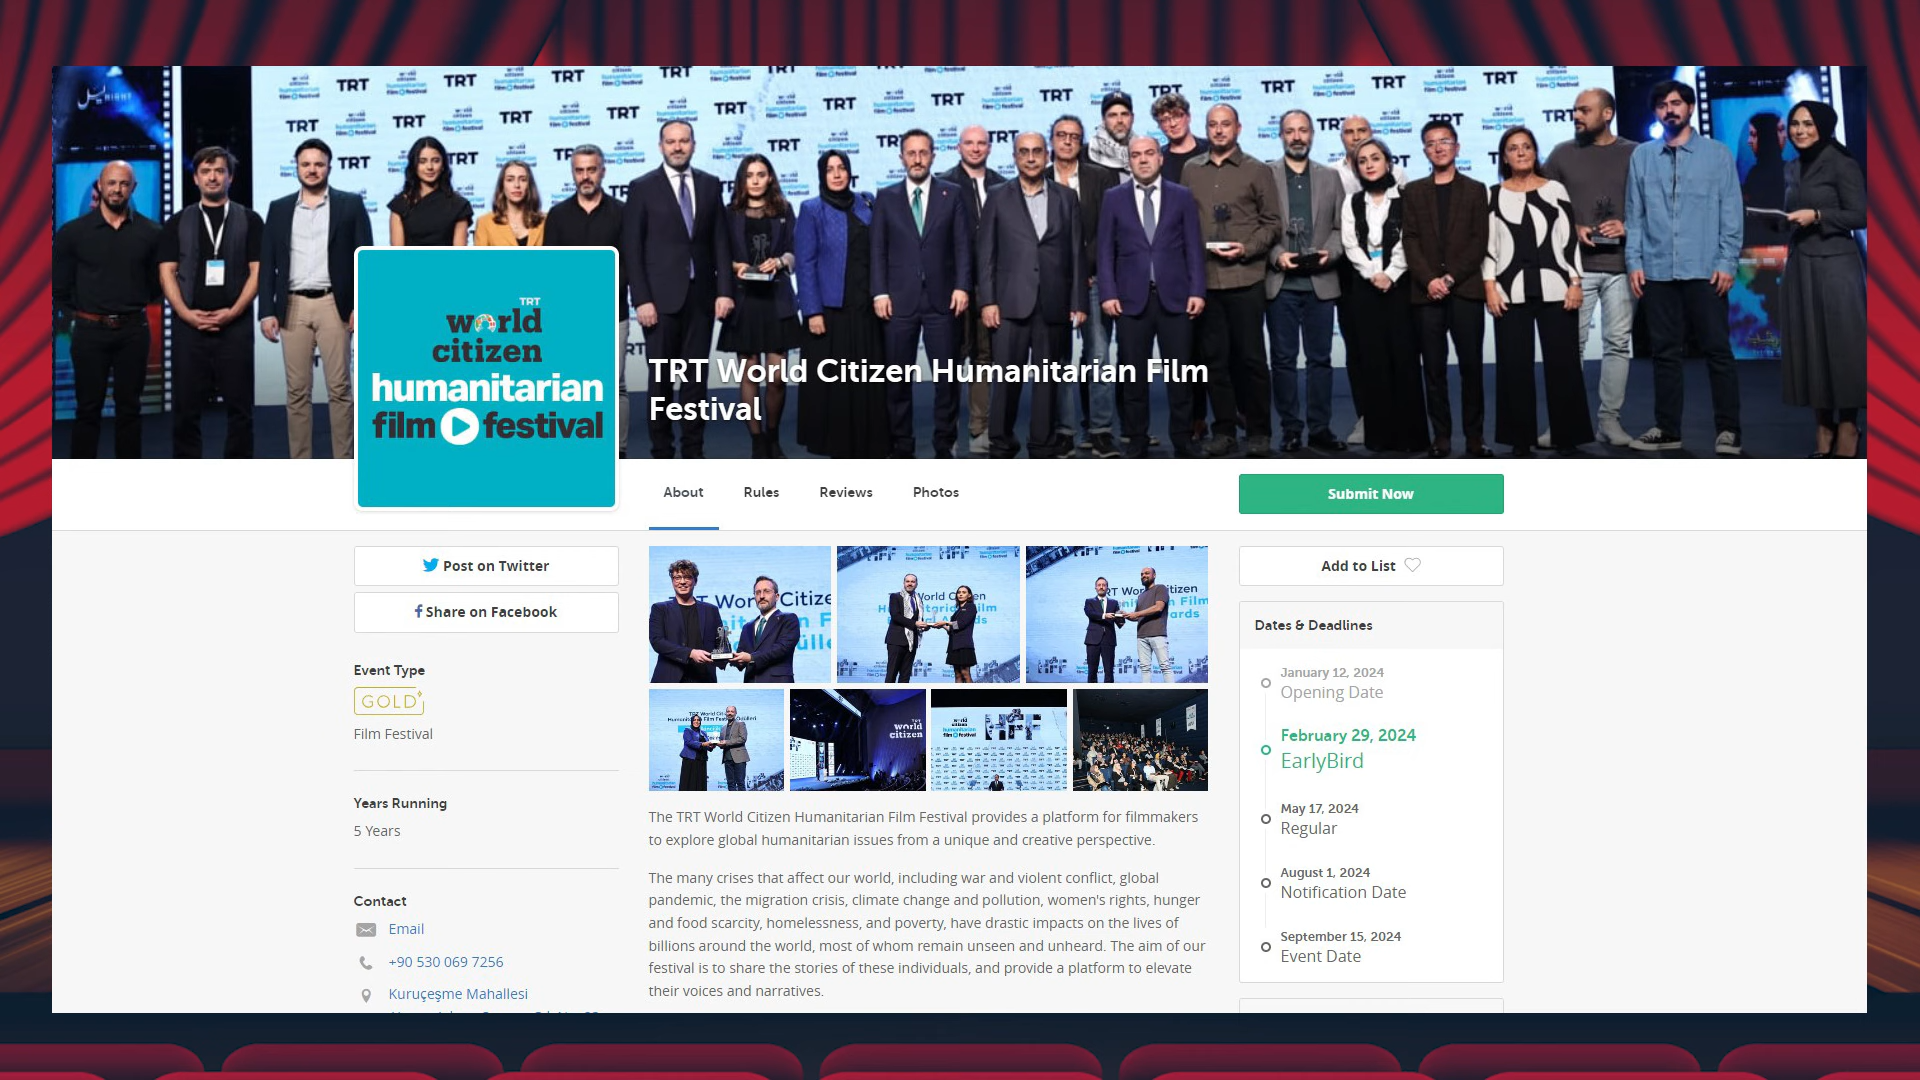 TRT
world
citizen
humanitarian
film festival
TRT World Citizen Humanitarian Film
Festival
About
Rules
Reviews
Photos
Submit Now
Post on Twitter
Share on Facebook
Event Type
GOLD
Film Festival
Years Running
5 Years
Contact
Email
+90 530 069 7256
Kuruçeşme Mahallesi
world
citizen
The TRT World Citizen Humanitarian Film Festival provides a platform for filmmakers
to explore global humanitarian issues from a unique and creative perspective.
The many crises that affect our world, including war and violent conflict, global
pandemic, the migration crisis, climate change and pollution, women's rights, hunger
and food scarcity, homelessness, and poverty, have drastic impacts on the lives of
billions around the world, most of whom remain unseen and unheard. The aim of our
festival is to share the stories of these individuals, and provide a platform to elevate
their voices and narratives.
Add to List
Dates & Deadlines
January 12, 2024
Opening Date
February 29, 2024
EarlyBird
May 17, 2024
Regular
August 1, 2024
Notification Date
September 15, 2024
Event Date